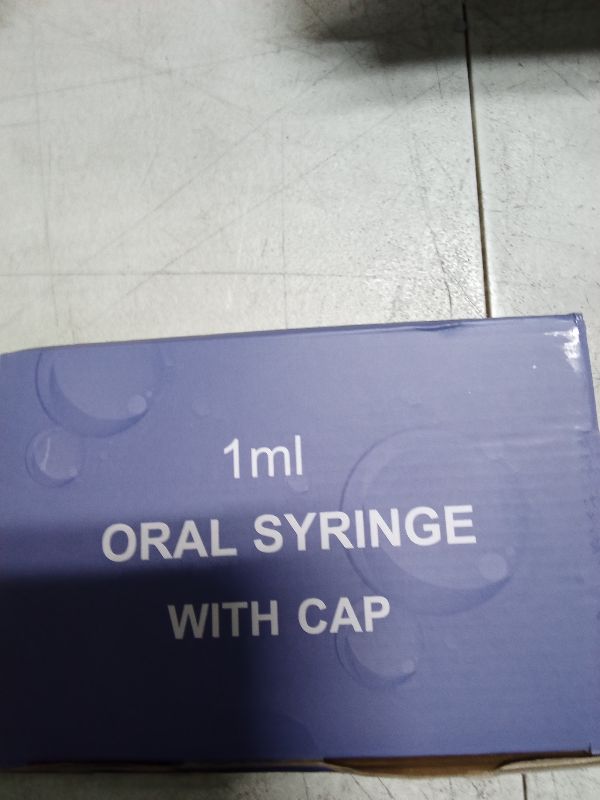 1ml
ORAL SYRINGE
WITH CAP